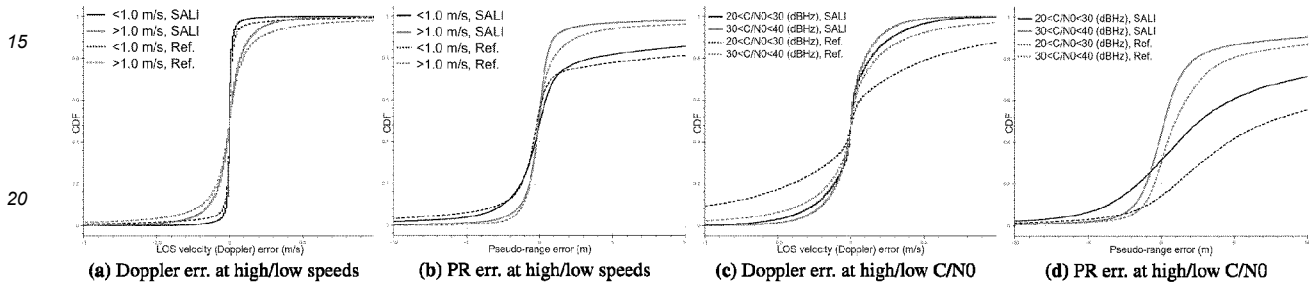 15
20
<1.0 m/s, SALI
>1.0 m/s, SALI
<1.0 m/s, Ref.
>1.0 m/s, Ref.
CDF
LOS velocity (Doppler) error (m/s)
(a) Doppler err. at high/low speeds
<1.0 m/s, SALI
>1.0 m/s, SALI
<1.0 m/s, Ref.
>1.0 m/s, Ref.
CDF
Pseudo-range error (m)
(b) PR err. at high/low speeds
20<C/N0<30 (dBHz), SALI
30<C/N0<40 (dBHz), SALI
20<C/N0<30 (dBHz), Ref.
30<C/N0<40 (dBHz), Ref.
CDF
LOS velocity (Doppler) error (m/s)
(c) Doppler err. at high/low C/N0
20<C/N0<30 (dBHz), SALI
30<C/N0<40 (dBHz), SALI
20<C/N0<30 (dBHz), Ref.
30<C/N0<40 (dBHz), Ref.
CDF
Pseudo-range error (m)
(d) PR err. at high/low C/N0